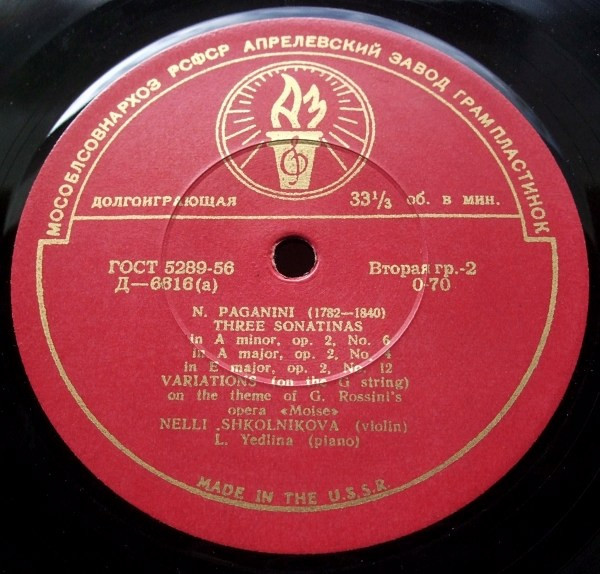 МОСОБЛСОВНАРХОЗ РСФСР АПРЕЛЕВСКИЙ ЗАВОД ГРАМПЛАСТИНОК
АЗ
ДОЛГОИГРАЮЩАЯ 33⅓ об. в мин.
ГОСТ 5289-56 Вторая гр.-2
Д—6616(а) 0-70
N. PAGANINI (1782—1840)
THREE SONATINAS
in A minor, op. 2, No. 6
in A major, op. 2, No. 4
in E major, op. 2, No. 12
VARIATIONS (on the G string)
on the theme of G. Rossini's
opera «Moise»
NELLI SHKOLNIKOVA (violin)
L. Yedlina (piano)
MADE IN THE U.S.S.R.